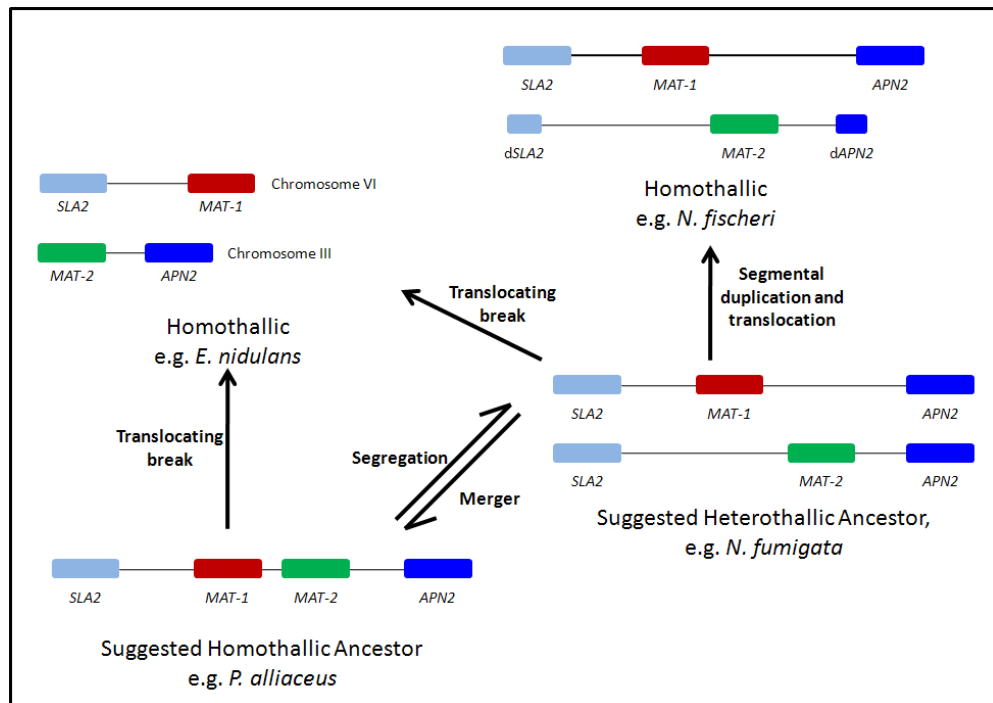 SLA2 MAT-1 APN2
dSLA2 MAT-2 dAPN2
Homothallic
e.g. N. fischeri
Chromosome VI
SLA2 MAT-1
Chromosome III
MAT-2 APN2
Homothallic
e.g. E. nidulans
Translocating
break
Segmental
duplication and
translocation
SLA2 MAT-1 APN2
SLA2 MAT-2 APN2
Suggested Heterothallic Ancestor,
e.g. N. fumigata
Translocating
break
Segregation
Merger
SLA2 MAT-1 MAT-2 APN2
Suggested Homothallic Ancestor
e.g. P. alliaceus